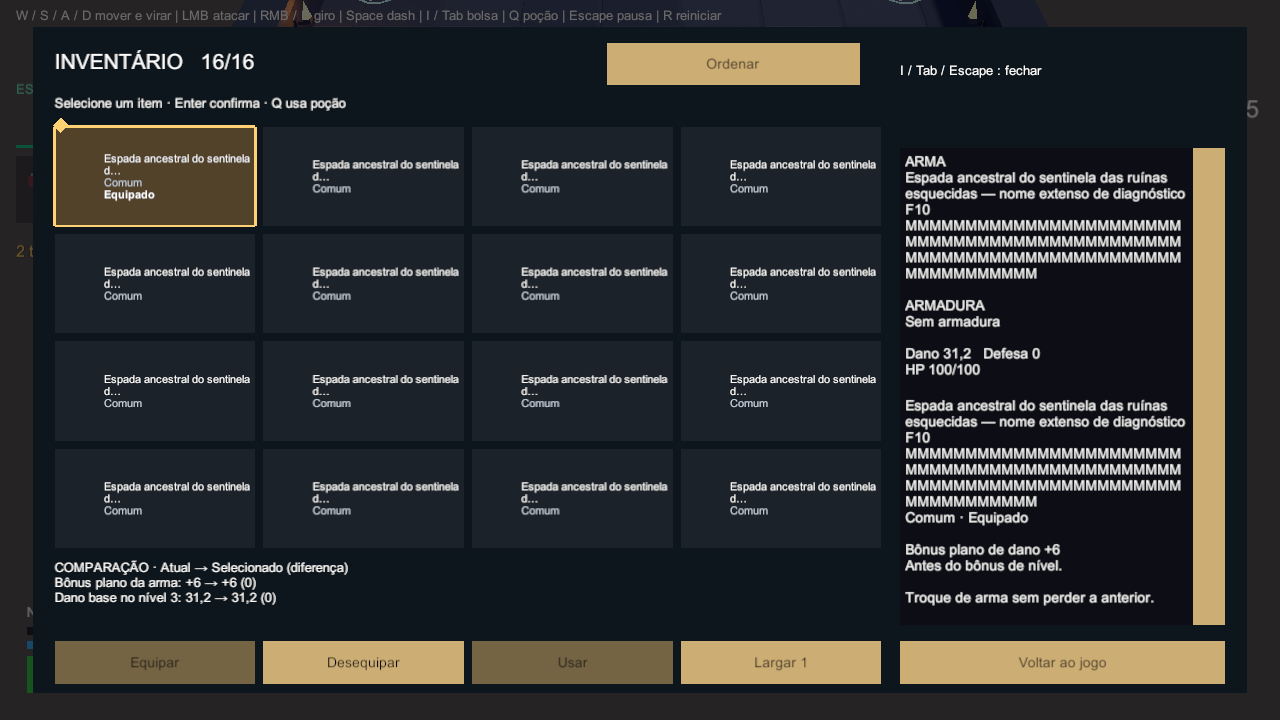 W / S / A / D mover e virar | LMB atacar | RMB / giro | Space dash | I / Tab bolsa | Q poção | Escape pausa | R reiniciar
INVENTÁRIO 16/16
Ordenar
I / Tab / Escape : fechar
ES
5
Selecione um item · Enter confirma · Q usa poção
Espada ancestral do sentinela
d...
Comum
Equipado
Espada ancestral do sentinela
d...
Comum
Espada ancestral do sentinela
d...
Comum
Espada ancestral do sentinela
d...
Comum
Espada ancestral do sentinela
d...
Comum
Espada ancestral do sentinela
d...
Comum
Espada ancestral do sentinela
d...
Comum
Espada ancestral do sentinela
d...
Comum
Espada ancestral do sentinela
d...
Comum
Espada ancestral do sentinela
d...
Comum
Espada ancestral do sentinela
d...
Comum
Espada ancestral do sentinela
d...
Comum
Espada ancestral do sentinela
d...
Comum
Espada ancestral do sentinela
d...
Comum
Espada ancestral do sentinela
d...
Comum
Espada ancestral do sentinela
d...
Comum
2 t
ARMA
Espada ancestral do sentinela das ruínas
esquecidas — nome extenso de diagnóstico
F10
MMMMMMMMMMMMMMMMMMMMMMM
MMMMMMMMMMMMMMMMMMMMMMM
MMMMMMMMMMMMMMMMMMMMMMM
MMMMMMMMMMM
ARMADURA
Sem armadura
Dano 31,2 Defesa 0
HP 100/100
Espada ancestral do sentinela das ruínas
esquecidas — nome extenso de diagnóstico
F10
MMMMMMMMMMMMMMMMMMMMMMM
MMMMMMMMMMMMMMMMMMMMMMM
MMMMMMMMMMMMMMMMMMMMMMM
MMMMMMMMMMM
Comum · Equipado
Bônus plano de dano +6
Antes do bônus de nível.
Troque de arma sem perder a anterior.
COMPARAÇÃO · Atual → Selecionado (diferença)
Bônus plano da arma: +6 → +6 (0)
Dano base no nível 3: 31,2 → 31,2 (0)
N
Equipar
Desequipar
Usar
Largar 1
Voltar ao jogo